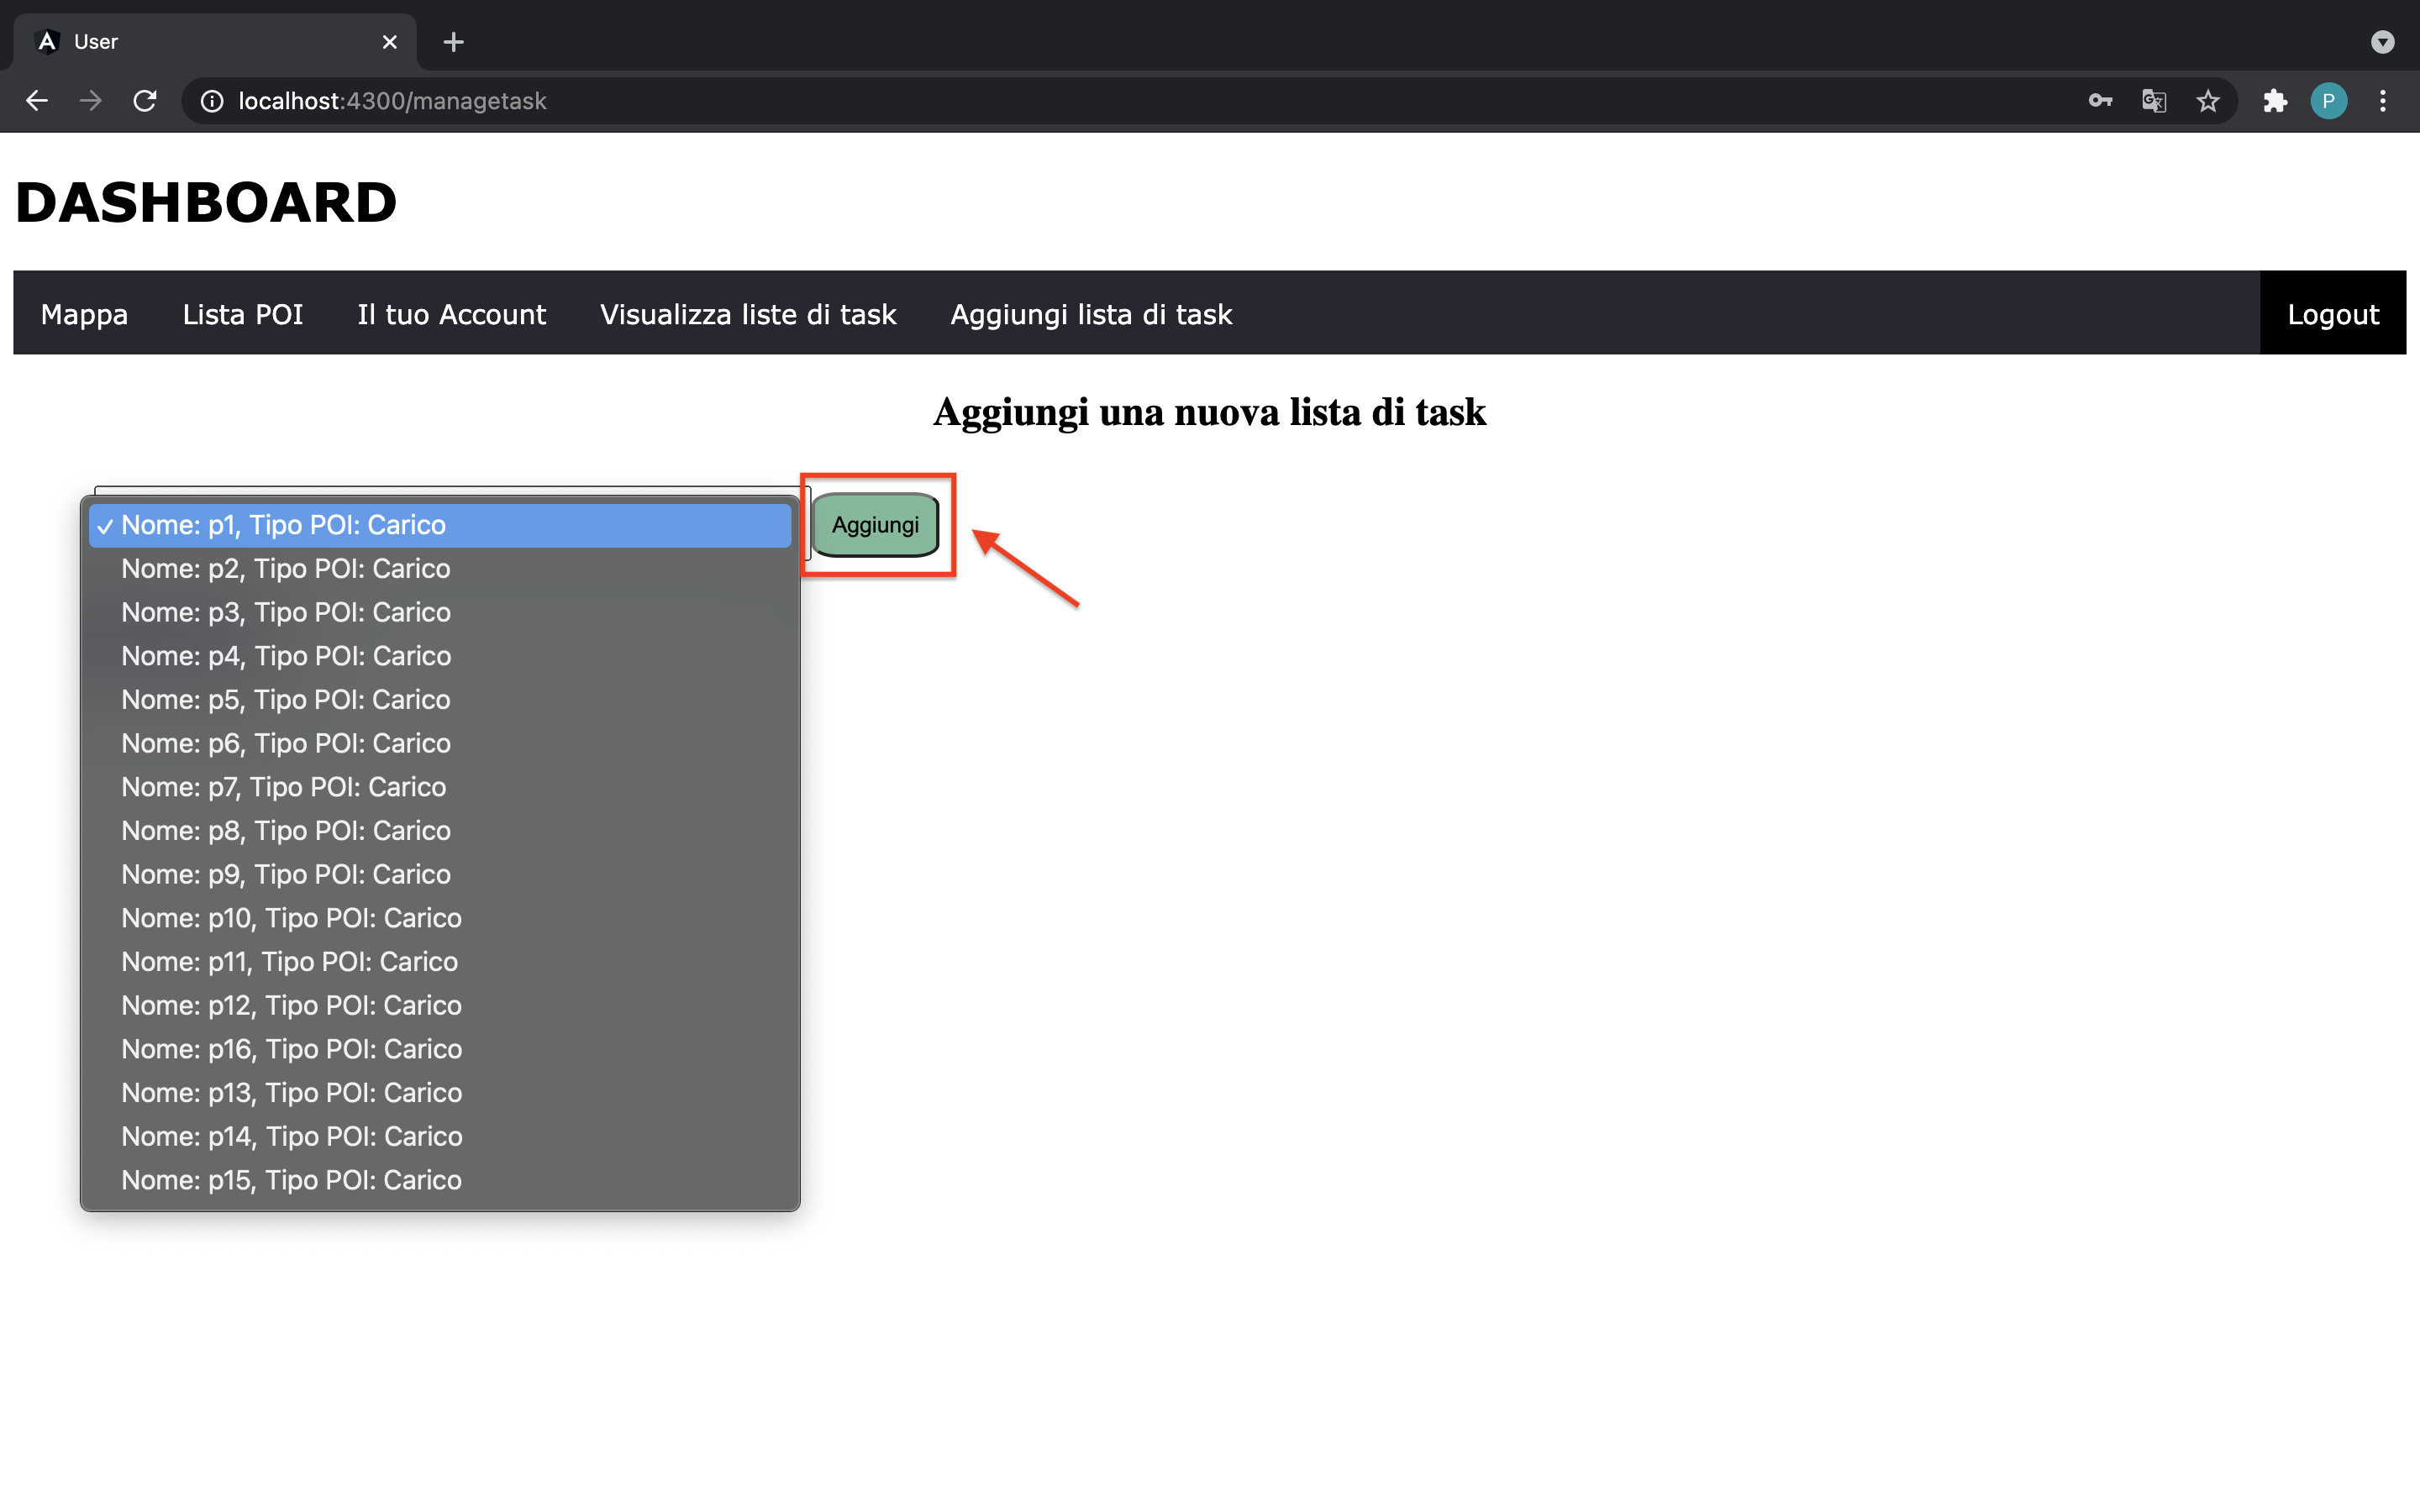 User
localhost:4300/managetask
P
DASHBOARD
Mappa Lista POI Il tuo Account Visualizza liste di task Aggiungi lista di task Logout
Aggiungi una nuova lista di task
✓ Nome: p1, Tipo POI: Carico
Aggiungi
Nome: p2, Tipo POI: Carico
Nome: p3, Tipo POI: Carico
Nome: p4, Tipo POI: Carico
Nome: p5, Tipo POI: Carico
Nome: p6, Tipo POI: Carico
Nome: p7, Tipo POI: Carico
Nome: p8, Tipo POI: Carico
Nome: p9, Tipo POI: Carico
Nome: p10, Tipo POI: Carico
Nome: p11, Tipo POI: Carico
Nome: p12, Tipo POI: Carico
Nome: p16, Tipo POI: Carico
Nome: p13, Tipo POI: Carico
Nome: p14, Tipo POI: Carico
Nome: p15, Tipo POI: Carico